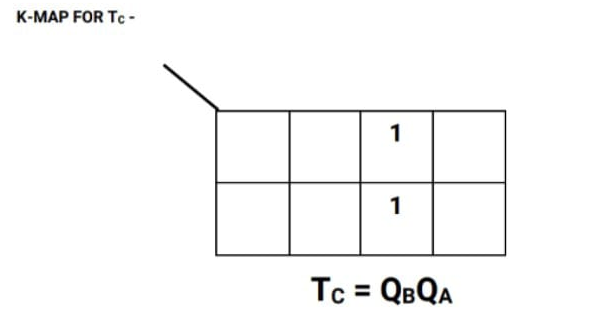 K-MAP FOR Tc -
1
1
Tc = QBQA